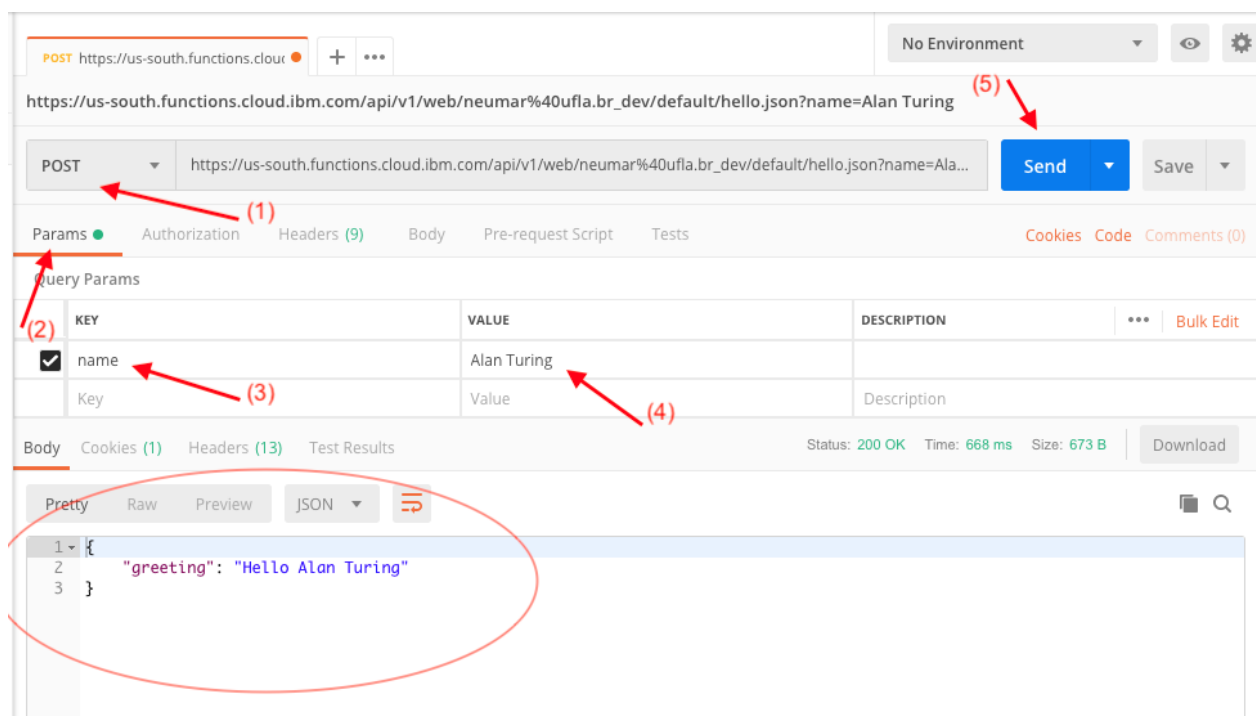 POST https://us-south.functions.clouc + •••
No Environment
https://us-south.functions.cloud.ibm.com/api/v1/web/neumar%40ufla.br_dev/default/hello.json?name=Alan Turing
(5)
POST https://us-south.functions.cloud.ibm.com/api/v1/web/neumar%40ufla.br_dev/default/hello.json?name=Ala... Send Save
(1)
Params Authorization Headers (9) Body Pre-request Script Tests Cookies Code Comments (0)
Query Params
(2) KEY VALUE DESCRIPTION ••• Bulk Edit
name Alan Turing
(3)
Key Value Description
(4)
Body Cookies (1) Headers (13) Test Results Status: 200 OK Time: 668 ms Size: 673 B Download
Pretty Raw Preview JSON
1 {
2 "greeting": "Hello Alan Turing"
3 }